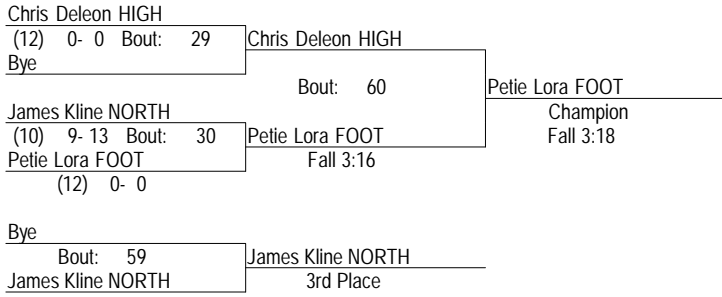 Chris Deleon HIGH
(12) 0- 0 Bout: 29 Chris Deleon HIGH
Bye
Bout: 60 Petie Lora FOOT
James Kline NORTH Champion
(10) 9- 13 Bout: 30 Petie Lora FOOT Fall 3:18
Petie Lora FOOT Fall 3:16
(12) 0- 0
Bye
Bout: 59 James Kline NORTH
James Kline NORTH 3rd Place